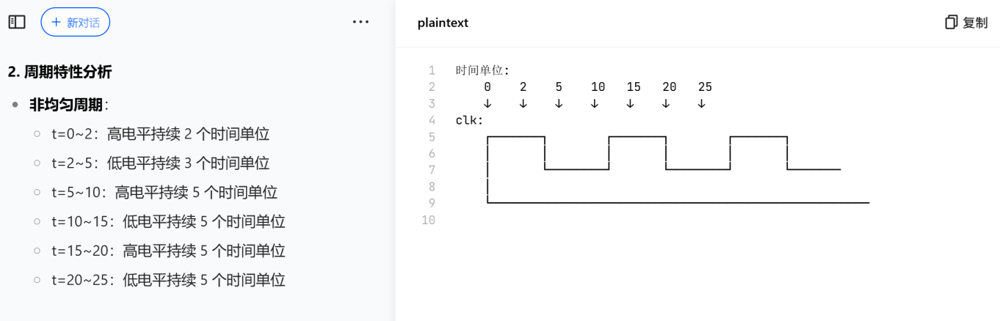 + 新对话
2. 周期特性分析
非均匀周期：
t=0~2：高电平持续 2 个时间单位
t=2~5：低电平持续 3 个时间单位
t=5~10：高电平持续 5 个时间单位
t=10~15：低电平持续 5 个时间单位
t=15~20：高电平持续 5 个时间单位
t=20~25：低电平持续 5 个时间单位
plaintext
复制
1 时间单位:
2 0 2 5 10 15 20 25
3 ↓ ↓ ↓ ↓ ↓ ↓ ↓
4 clk:
5
6
7
8
9
10